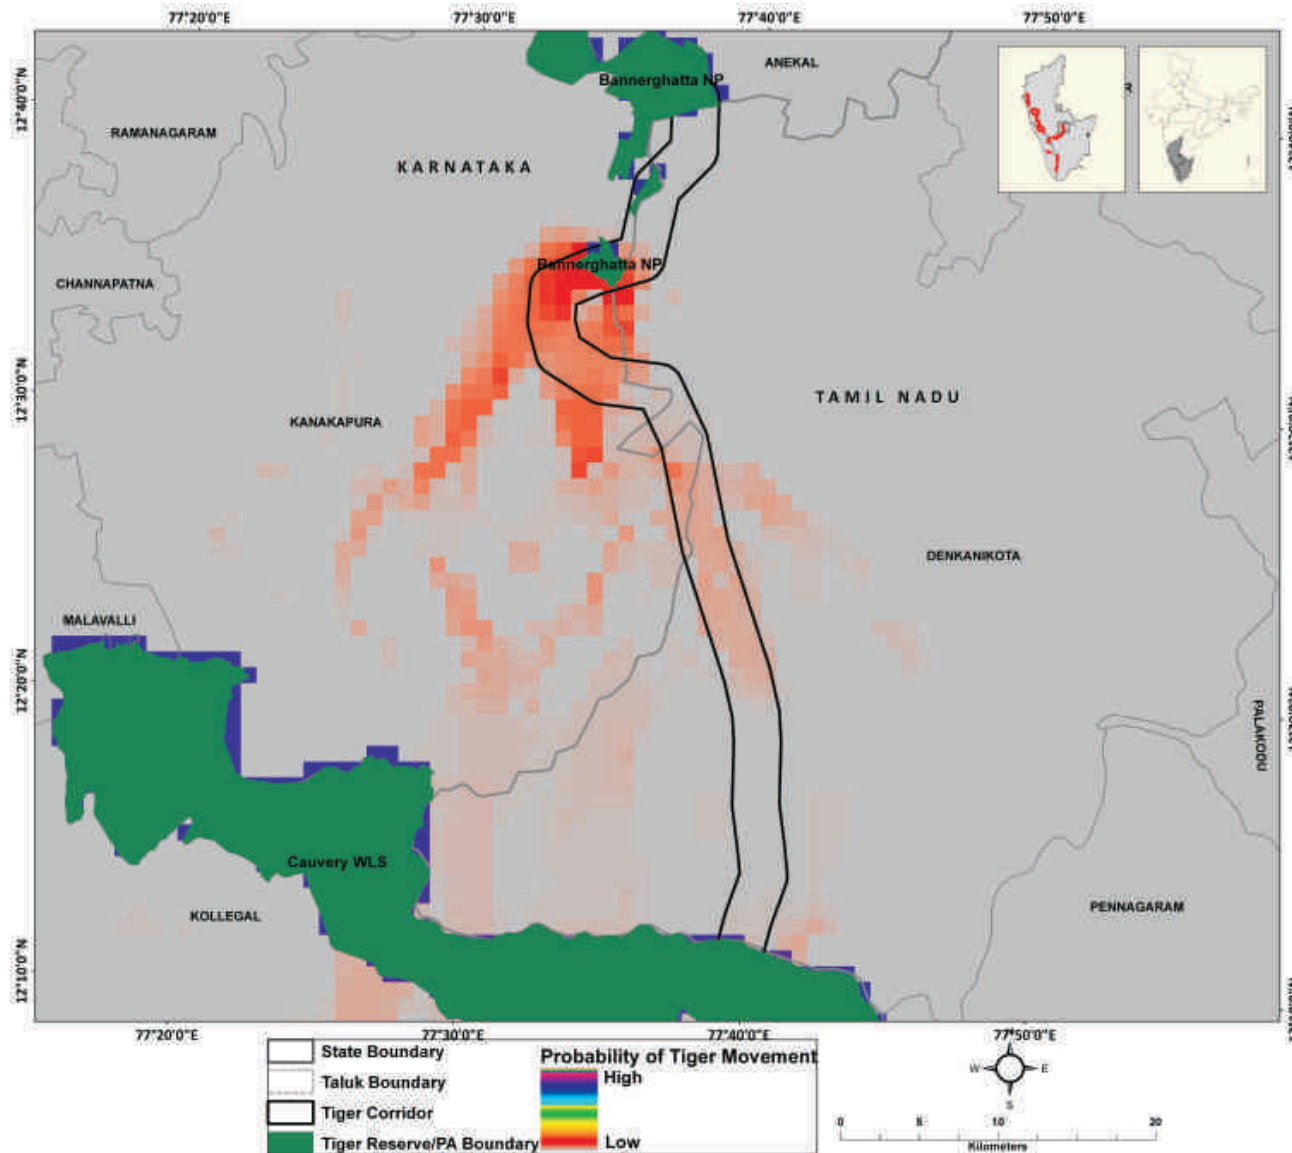 77°20'0"E 77°30'0"E 77°40'0"E 77°50'0"E
12°40'0"N
12°30'0"N
12°20'0"N
12°10'0"N
Bannerghatta NP
ANEKAL
RAMANAGARAM
KARNATAKA
Bannerghatta NP
CHANNAPATNA
TAMIL NADU
KANAKAPURA
DENKANIKOTA
MALAVALLI
PALAKODU
Cauvery WLS
KOLLEGAL
PENNAGARAM
77°20'0"E 77°30'0"E 77°40'0"E 77°50'0"E
State Boundary
Taluk Boundary
Tiger Corridor
Tiger Reserve/PA Boundary
Probability of Tiger Movement
High
Low
N
W E
S
0 5 10 20
Kilometers